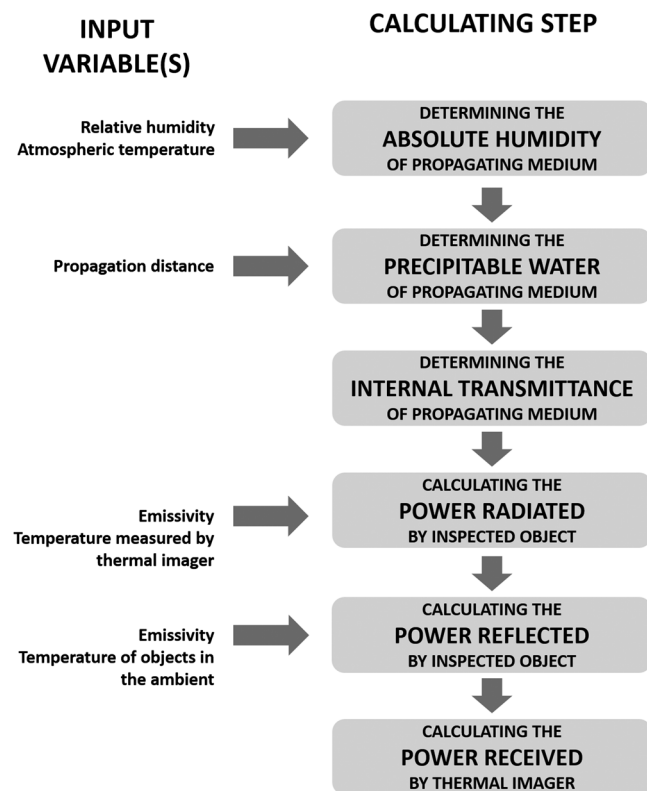 INPUT
VARIABLE(S)
CALCULATING STEP
Relative humidity
Atmospheric temperature
DETERMINING THE
ABSOLUTE HUMIDITY
OF PROPAGATING MEDIUM
Propagation distance
DETERMINING THE
PRECIPITABLE WATER
OF PROPAGATING MEDIUM
DETERMINING THE
INTERNAL TRANSMITTANCE
OF PROPAGATING MEDIUM
Emissivity
Temperature measured by
thermal imager
CALCULATING THE
POWER RADIATED
BY INSPECTED OBJECT
Emissivity
Temperature of objects in
the ambient
CALCULATING THE
POWER REFLECTED
BY INSPECTED OBJECT
CALCULATING THE
POWER RECEIVED
BY THERMAL IMAGER